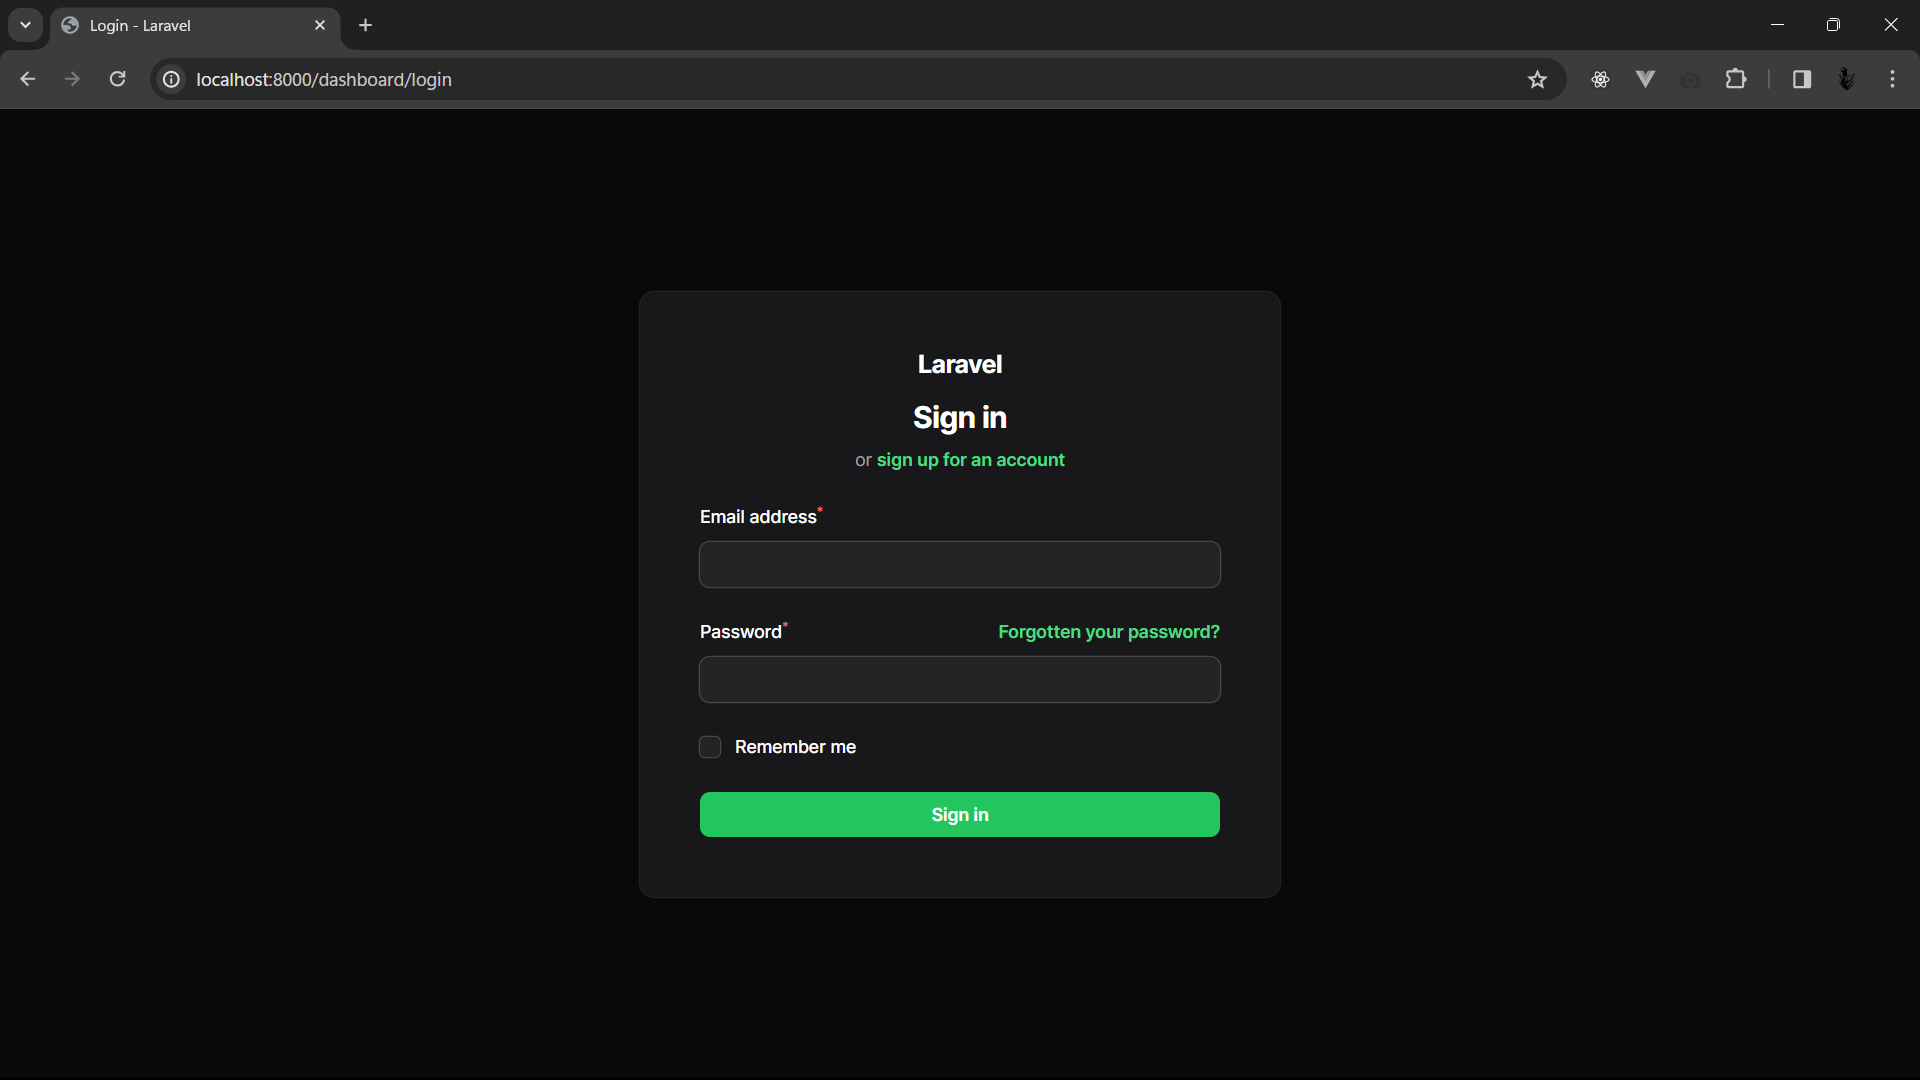 Login - Laravel
localhost:8000/dashboard/login
Laravel
Sign in
or sign up for an account
Email address*
Password* Forgotten your password?
Remember me
Sign in